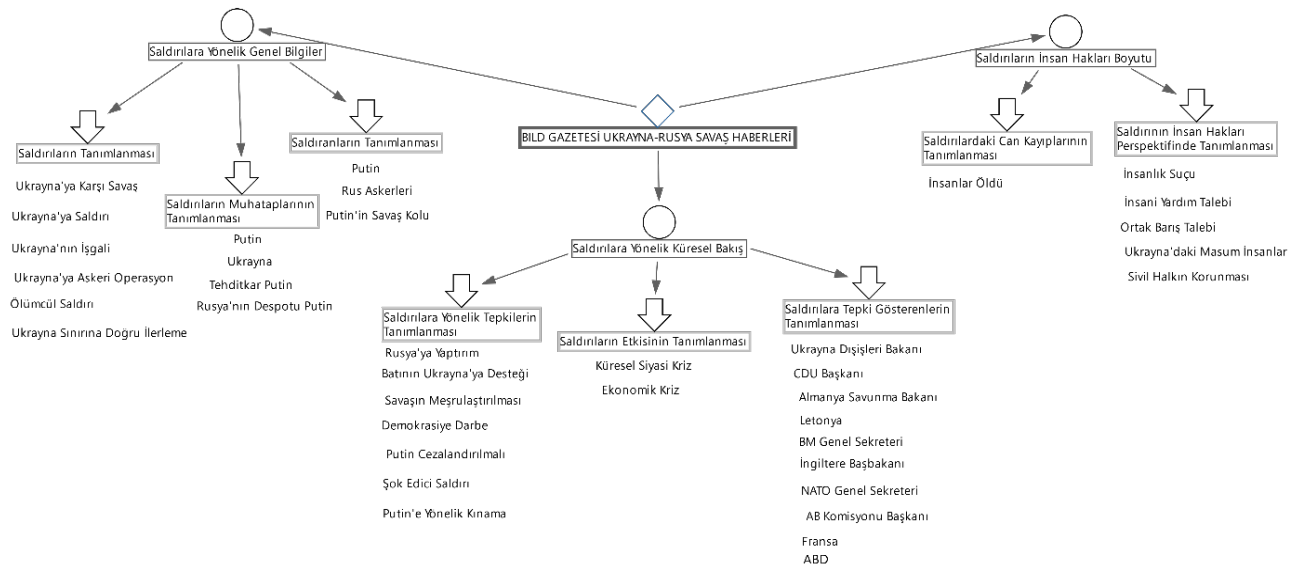 BILD GAZETESİ UKRAYNA-RUSYA SAVAŞ HABERLERİ
Saldırılara Yönelik Genel Bilgiler
Saldırıların Tanımlanması
Ukrayna'ya Karşı Savaş
Ukrayna'ya Saldırı
Ukrayna'nın İşgali
Ukrayna'ya Askeri Operasyon
Ölümcül Saldırı
Ukrayna Sınırına Doğru İlerleme
Saldırıların Muhataplarının
Tanımlanması
Putin
Ukrayna
Tehditkar Putin
Rusya'nın Despotu Putin
Saldıranların Tanımlanması
Putin
Rus Askerleri
Putin'in Savaş Kolu
Saldırılara Yönelik Küresel Bakış
Saldırılara Yönelik Tepkilerin
Tanımlanması
Rusya'ya Yaptırım
Batının Ukrayna'ya Desteği
Savaşın Meşrulaştırılması
Demokrasiye Darbe
Putin Cezalandırılmalı
Şok Edici Saldırı
Putin'e Yönelik Kınama
Saldırıların Etkisinin Tanımlanması
Küresel Siyasi Kriz
Ekonomik Kriz
Saldırılara Tepki Gösterenlerin
Tanımlanması
Ukrayna Dışişleri Bakanı
CDU Başkanı
Almanya Savunma Bakanı
Letonya
BM Genel Sekreteri
İngiltere Başbakanı
NATO Genel Sekreteri
AB Komisyonu Başkanı
Fransa
ABD
Saldırıların İnsan Hakları Boyutu
Saldırılardaki Can Kayıplarının
Tanımlanması
İnsanlar Öldü
Saldırının İnsan Hakları
Perspektifinde Tanımlanması
İnsanlık Suçu
İnsani Yardım Talebi
Ortak Barış Talebi
Ukrayna'daki Masum İnsanlar
Sivil Halkın Korunması